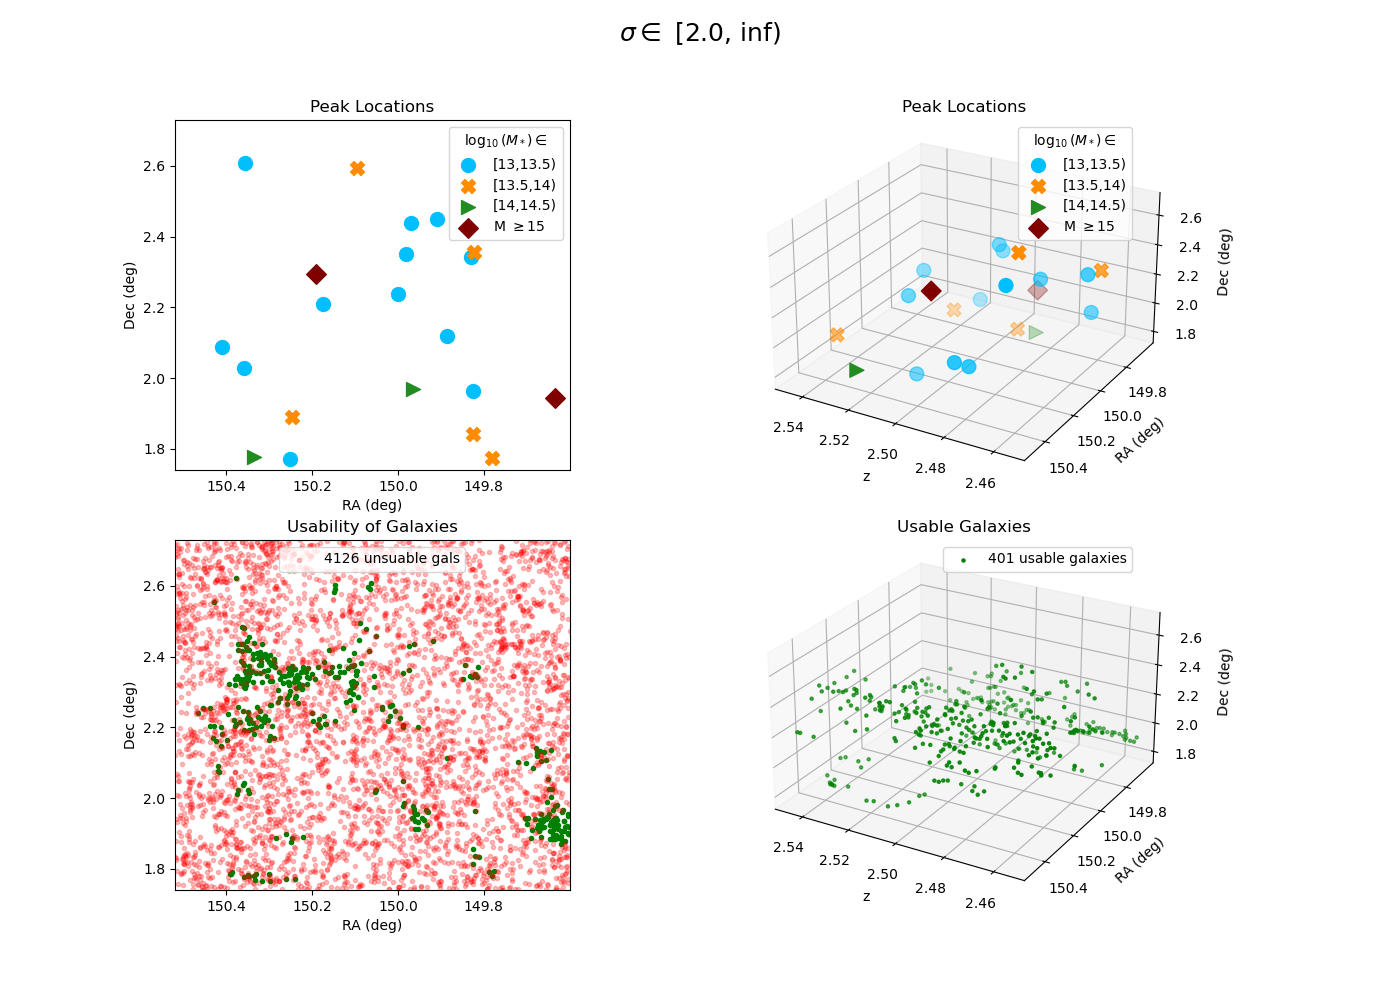 σ ∈ [2.0, inf)
Peak Locations
log₁₀(M*) ∈
[13,13.5)
[13.5,14)
[14,14.5)
M ≥15
2.6
2.4
2.2
2.0
1.8
Dec (deg)
150.4 150.2 150.0 149.8
RA (deg)
Peak Locations
log₁₀(M*) ∈
[13,13.5)
[13.5,14)
[14,14.5)
M ≥15
2.6
2.4
2.2
2.0
1.8
Dec (deg)
149.8
150.0
150.2
150.4
RA (deg)
2.54
2.52
2.50
2.48
2.46
z
Usability of Galaxies
4126 unsuable gals
2.6
2.4
2.2
2.0
1.8
Dec (deg)
150.4 150.2 150.0 149.8
RA (deg)
Usable Galaxies
401 usable galaxies
2.6
2.4
2.2
2.0
1.8
Dec (deg)
149.8
150.0
150.2
150.4
RA (deg)
2.54
2.52
2.50
2.48
2.46
z